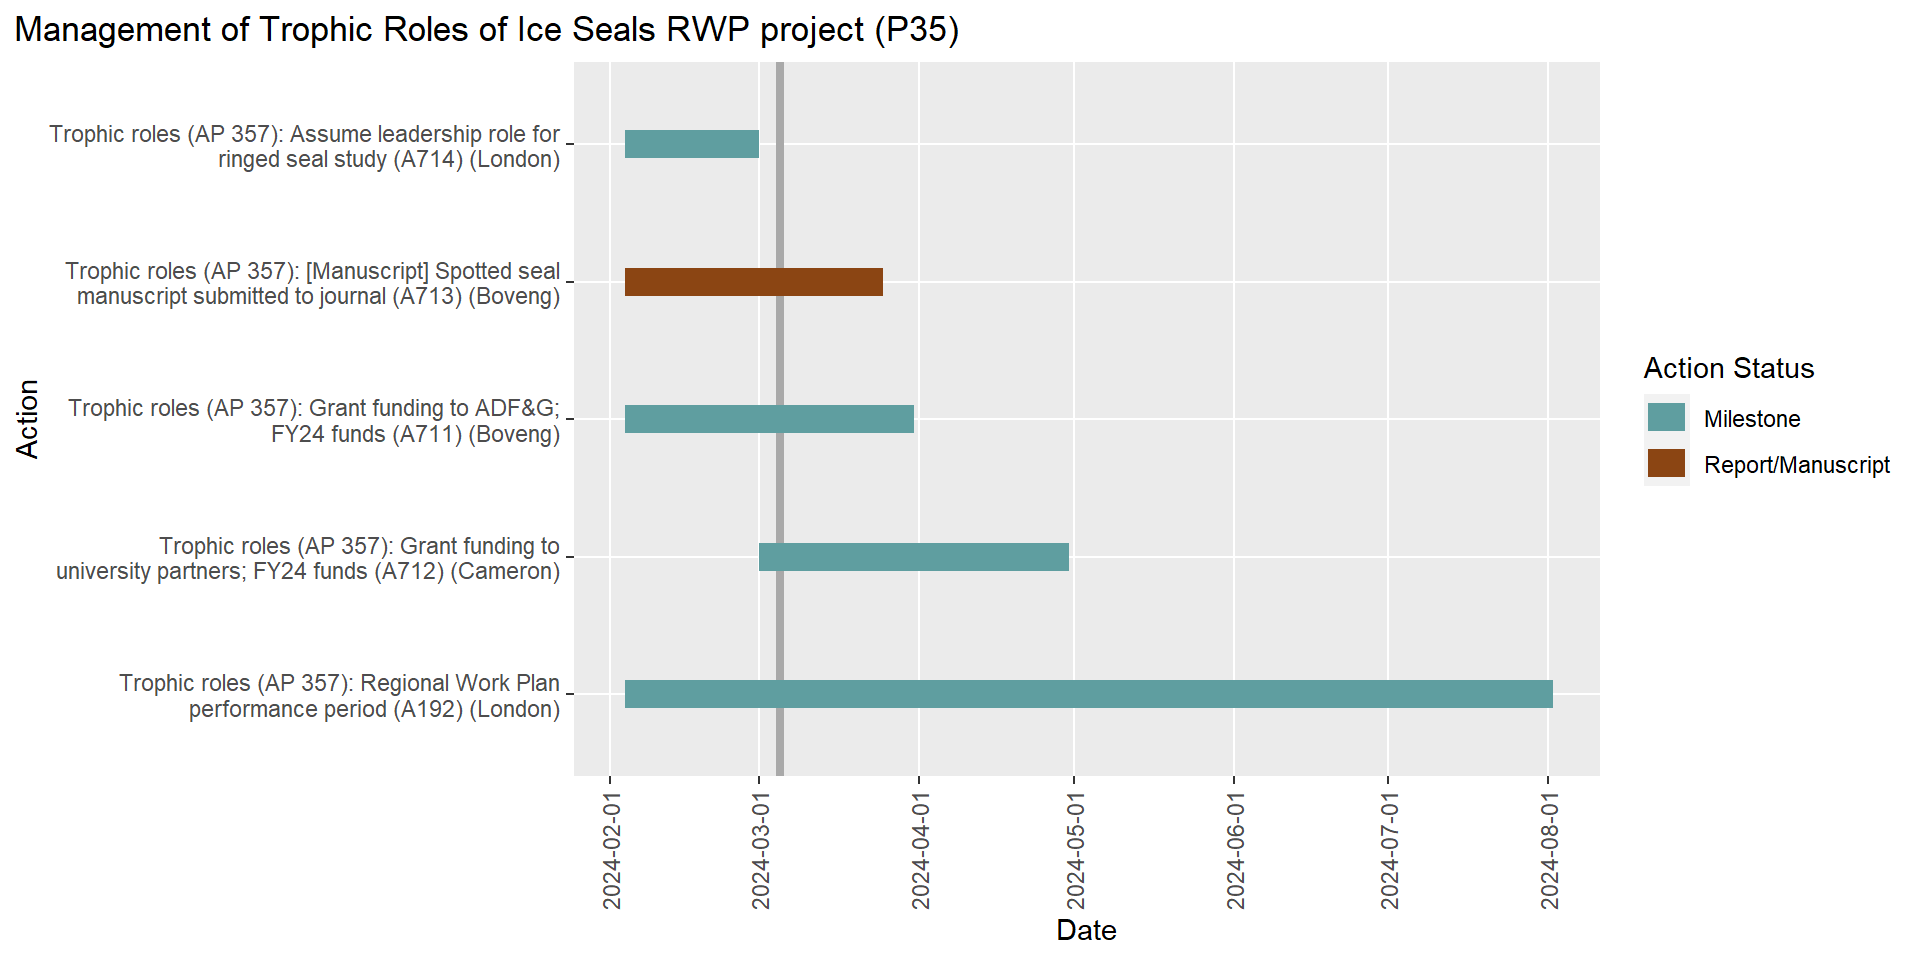 Management of Trophic Roles of Ice Seals RWP project (P35)
Trophic roles (AP 357): Assume leadership role for
ringed seal study (A714) (London)
Trophic roles (AP 357): [Manuscript] Spotted seal
manuscript submitted to journal (A713) (Boveng)
Trophic roles (AP 357): Grant funding to ADF&G;
FY24 funds (A711) (Boveng)
Trophic roles (AP 357): Grant funding to
university partners; FY24 funds (A712) (Cameron)
Trophic roles (AP 357): Regional Work Plan
performance period (A192) (London)
Action
2024-02-01
2024-03-01
2024-04-01
2024-05-01
2024-06-01
2024-07-01
2024-08-01
Date
Action Status
Milestone
Report/Manuscript